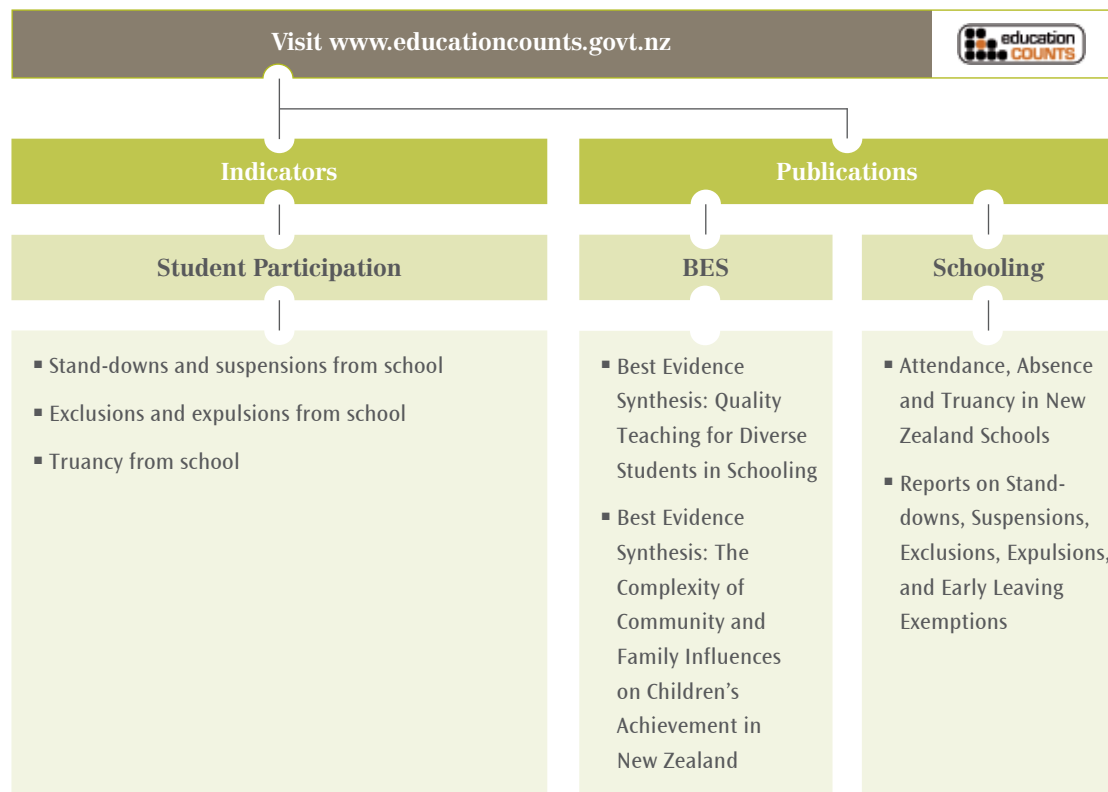 Visit www.educationcounts.govt.nz
education
COUNTS
Indicators
Publications
Student Participation
BES
Schooling
▪ Stand-downs and suspensions from school
▪ Exclusions and expulsions from school
▪ Truancy from school
▪ Best Evidence
Synthesis: Quality
Teaching for Diverse
Students in Schooling
▪ Best Evidence
Synthesis: The
Complexity of
Community and
Family Influences
on Children’s
Achievement in
New Zealand
▪ Attendance, Absence
and Truancy in New
Zealand Schools
▪ Reports on Stand-
downs, Suspensions,
Exclusions, Expulsions,
and Early Leaving
Exemptions